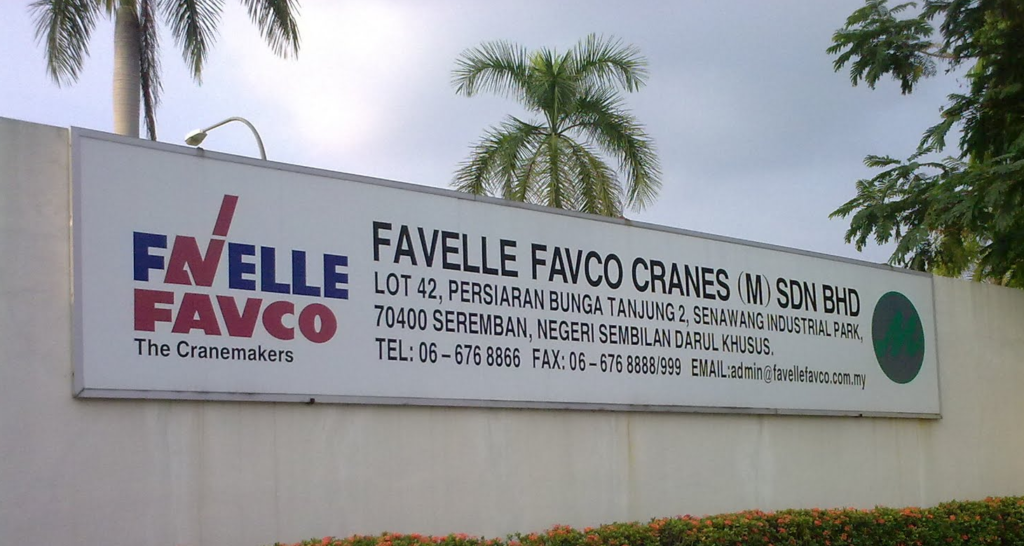 FAVELLE
FAVCO
The Cranemakers
FAVELLE FAVCO CRANES (M) SDN BHD
LOT 42, PERSIARAN BUNGA TANJUNG 2, SENAWANG INDUSTRIAL PARK,
70400 SEREMBAN, NEGERI SEMBILAN DARUL KHUSUS.
TEL: 06 – 676 8866 FAX: 06 – 676 8888/999 EMAIL:admin@favellefavco.com.my